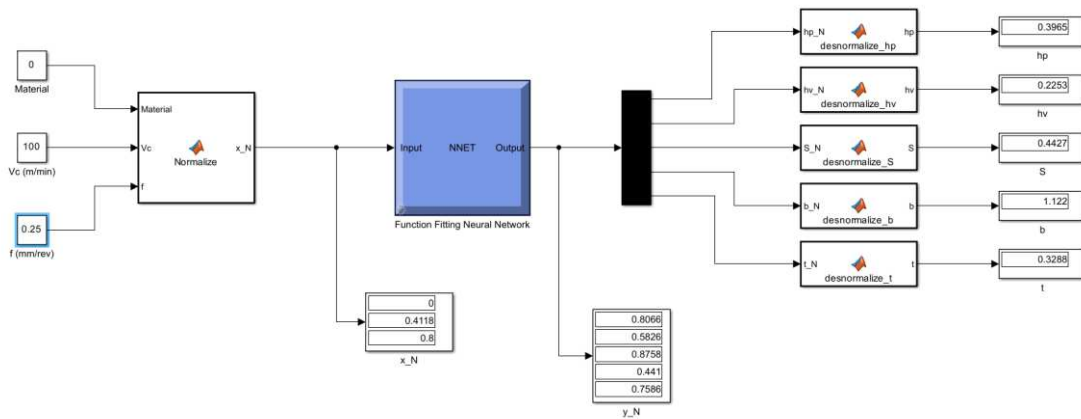 0
Material
100
Vc (m/min)
0.25
f (mm/rev)
Material
Vc
f
Normalize
x_N
0
0.4118
0.8
x_N
Input
NNET
Output
Function Fitting Neural Network
0.8066
0.5826
0.8758
0.441
0.7586
y_N
hp_N
hp
desnormalize_hp
0.3965
hp
hv_N
hv
desnormalize_hv
0.2253
hv
S_N
S
desnormalize_S
0.4427
S
b_N
b
desnormalize_b
1.122
b
t_N
t
desnormalize_t
0.3288
t